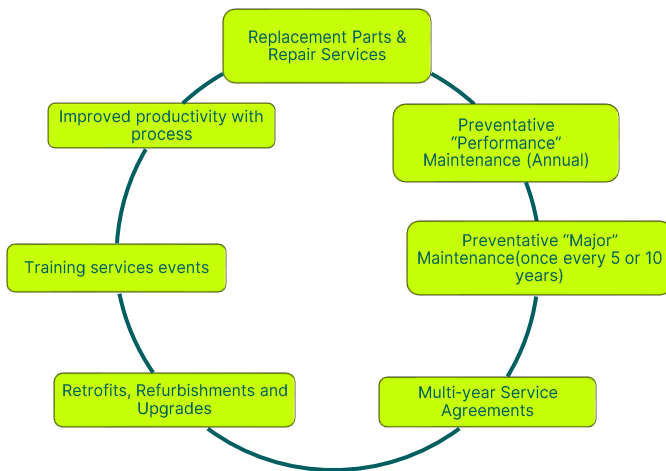 Replacement Parts &
Repair Services
Preventative
“Performance”
Maintenance (Annual)
Preventative “Major”
Maintenance(once every 5 or 10
years)
Multi-year Service
Agreements
Retrofits, Refurbishments and
Upgrades
Training services events
Improved productivity with
process